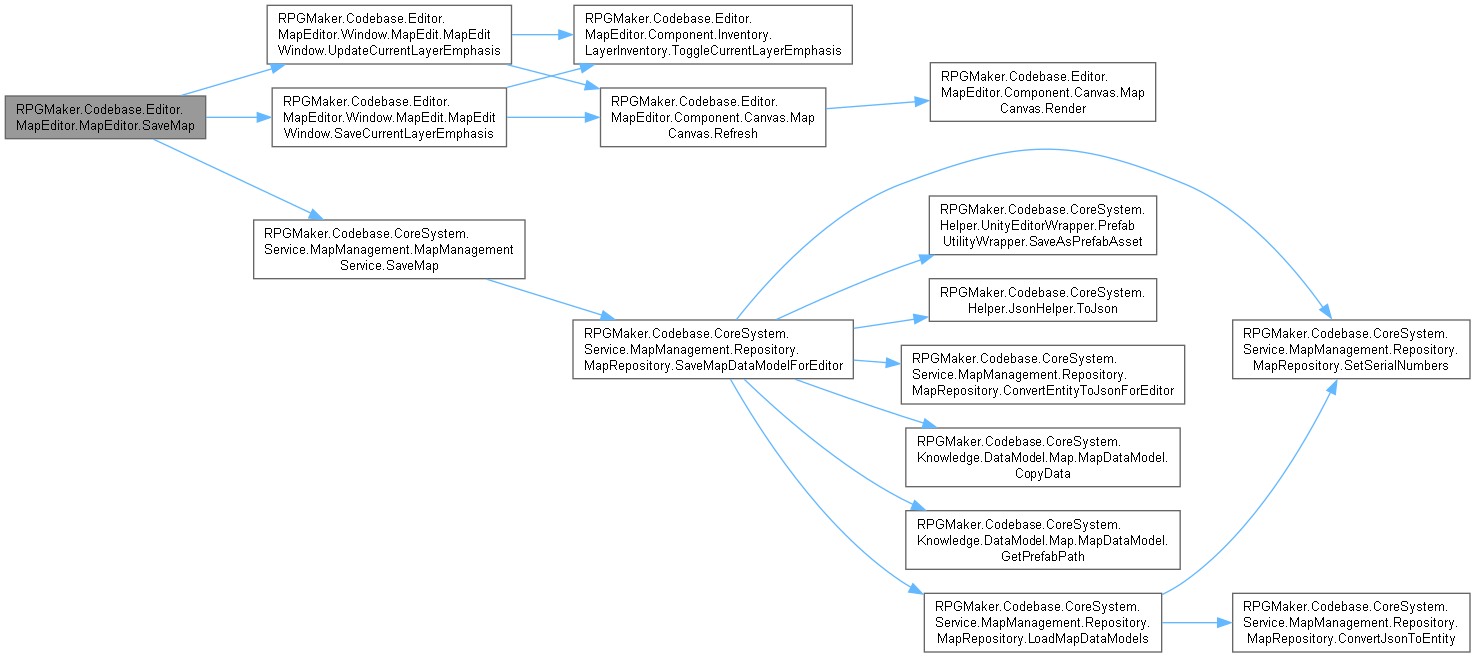 RPGMaker.Codebase.Editor.
MapEditor.MapEditor.SaveMap
RPGMaker.Codebase.Editor.
MapEditor.Window.MapEdit.MapEdit
Window.UpdateCurrentLayerEmphasis
RPGMaker.Codebase.Editor.
MapEditor.Component.Inventory.
LayerInventory.ToggleCurrentLayerEmphasis
RPGMaker.Codebase.Editor.
MapEditor.Window.MapEdit.MapEdit
Window.SaveCurrentLayerEmphasis
RPGMaker.Codebase.Editor.
MapEditor.Component.Canvas.Map
Canvas.Refresh
RPGMaker.Codebase.Editor.
MapEditor.Component.Canvas.Map
Canvas.Render
RPGMaker.Codebase.CoreSystem.
Service.MapManagement.MapManagement
Service.SaveMap
RPGMaker.Codebase.CoreSystem.
Service.MapManagement.Repository.
MapRepository.SaveMapDataModelForEditor
RPGMaker.Codebase.CoreSystem.
Helper.UnityEditorWrapper.Prefab
UtilityWrapper.SaveAsPrefabAsset
RPGMaker.Codebase.CoreSystem.
Helper.JsonHelper.ToJson
RPGMaker.Codebase.CoreSystem.
Service.MapManagement.Repository.
MapRepository.ConvertEntityToJsonForEditor
RPGMaker.Codebase.CoreSystem.
Knowledge.DataModel.Map.MapDataModel.
CopyData
RPGMaker.Codebase.CoreSystem.
Knowledge.DataModel.Map.MapDataModel.
GetPrefabPath
RPGMaker.Codebase.CoreSystem.
Service.MapManagement.Repository.
MapRepository.LoadMapDataModels
RPGMaker.Codebase.CoreSystem.
Service.MapManagement.Repository.
MapRepository.SetSerialNumbers
RPGMaker.Codebase.CoreSystem.
Service.MapManagement.Repository.
MapRepository.ConvertJsonToEntity